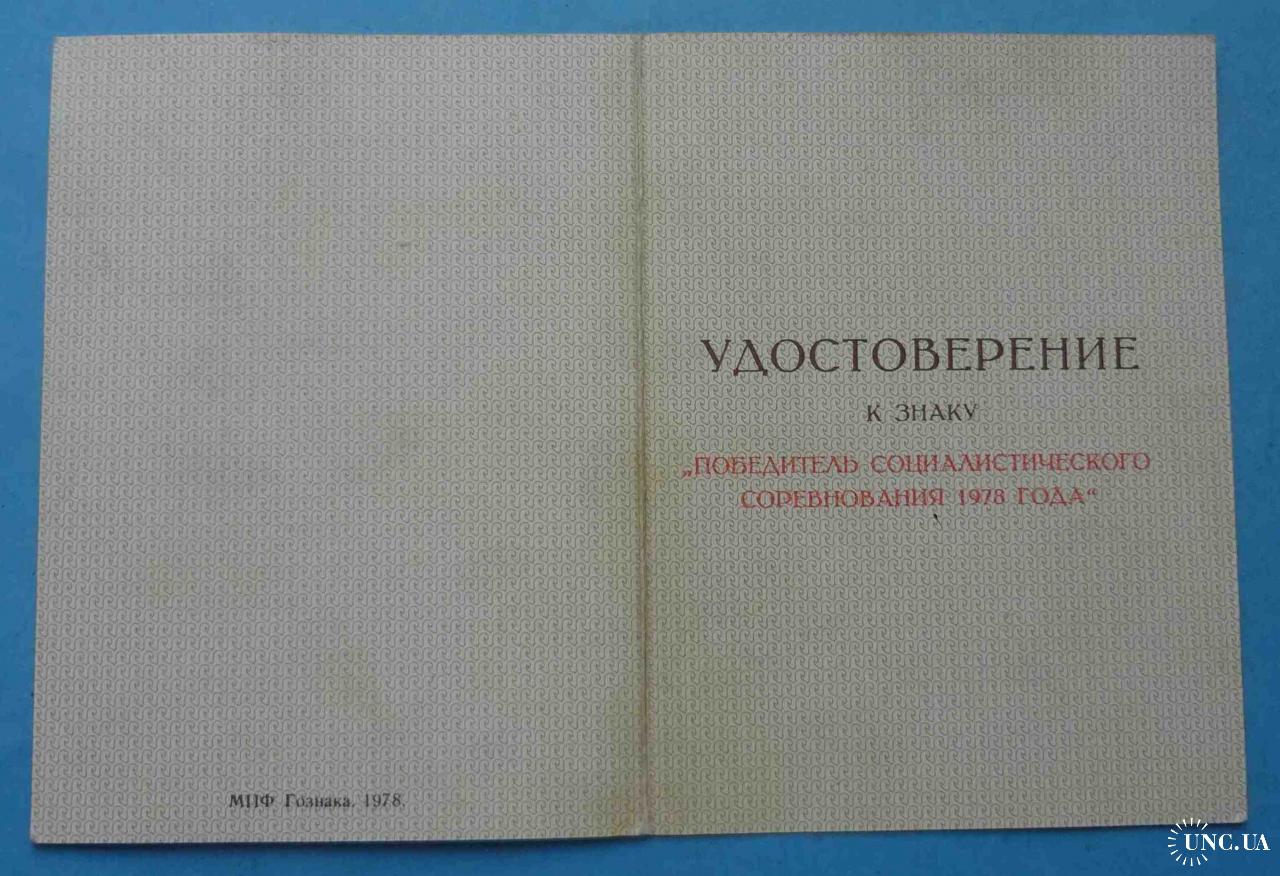 УДОСТОВЕРЕНИЕ
К ЗНАКУ
„ПОБЕДИТЕЛЬ СОЦИАЛИСТИЧЕСКОГО
СОРЕВНОВАНИЯ 1978 ГОДА“
МПФ Гознака. 1978.
UNC.UA